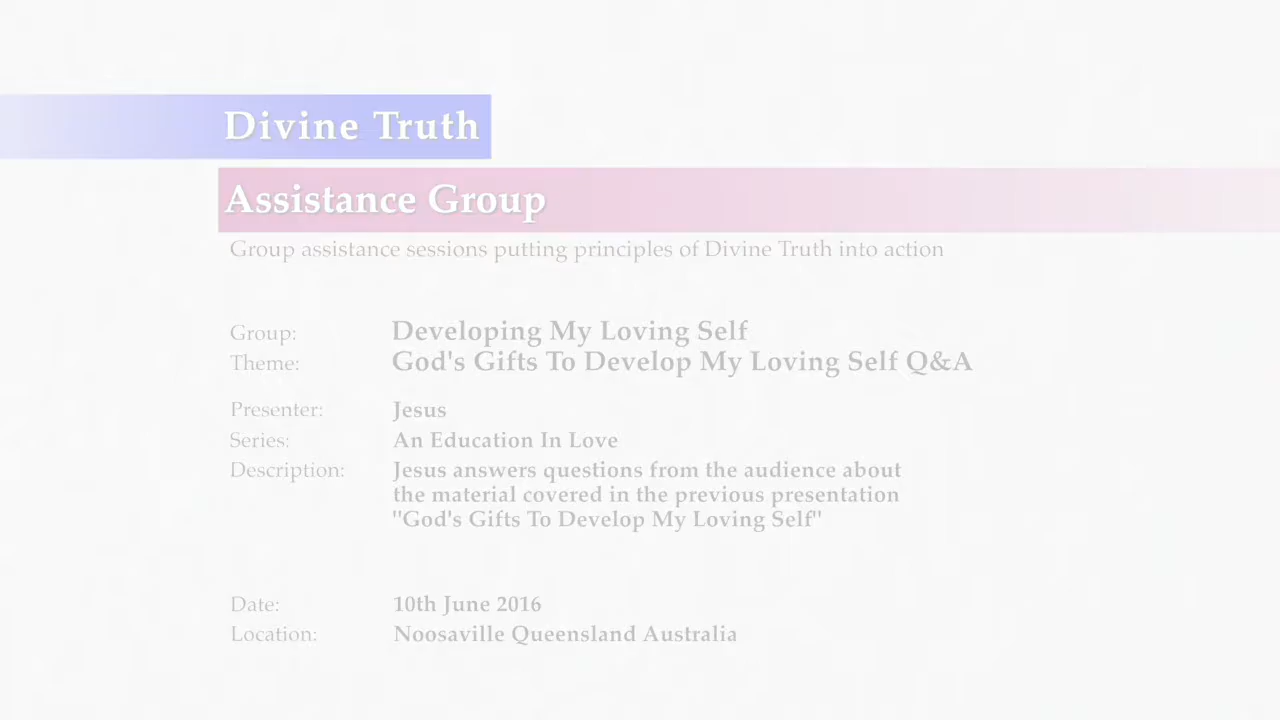 Divine Truth
Assistance Group
Group assistance sessions putting principles of Divine Truth into action
Group: Developing My Loving Self
Theme: God's Gifts To Develop My Loving Self Q&A
Presenter: Jesus
Series: An Education In Love
Description: Jesus answers questions from the audience about
the material covered in the previous presentation
"God's Gifts To Develop My Loving Self"
Date: 10th June 2016
Location: Noosaville Queensland Australia